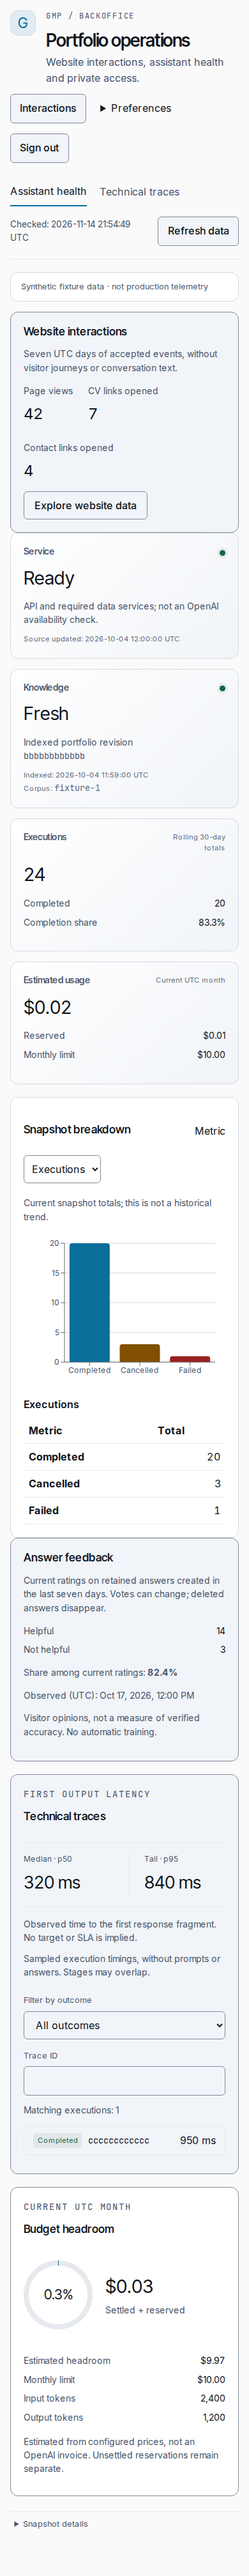 G
GMP / BACKOFFICE
Portfolio operations
Website interactions, assistant health
and private access.
Interactions
▶ Preferences
Sign out
Assistant health
Technical traces
Checked: 2026-11-14 21:54:49
UTC
Refresh data
Synthetic fixture data · not production telemetry
Website interactions
Seven UTC days of accepted events, without
visitor journeys or conversation text.
Page views
CV links opened
42
7
Contact links opened
4
Explore website data
Service
Ready
API and required data services; not an OpenAI
availability check.
Source updated: 2026-10-04 12:00:00 UTC
Knowledge
Fresh
Indexed portfolio revision
bbbbbbbbbbbb
Indexed: 2026-10-04 11:59:00 UTC
Corpus: fixture-1
Executions
Rolling 30-day
totals
24
Completed 20
Completion share 83.3%
Estimated usage
Current UTC month
$0.02
Reserved $0.01
Monthly limit $10.00
Snapshot breakdown
Metric
Executions
Current snapshot totals; this is not a historical
trend.
20
15
10
5
0
Completed Cancelled Failed
Executions
Metric Total
Completed 20
Cancelled 3
Failed 1
Answer feedback
Current ratings on retained answers created in
the last seven days. Votes can change; deleted
answers disappear.
Helpful 14
Not helpful 3
Share among current ratings: 82.4%
Observed (UTC): Oct 17, 2026, 12:00 PM
Visitor opinions, not a measure of verified
accuracy. No automatic training.
FIRST OUTPUT LATENCY
Technical traces
Median · p50
Tail · p95
320 ms
840 ms
Observed time to the first response fragment.
No target or SLA is implied.
Sampled execution timings, without prompts or
answers. Stages may overlap.
Filter by outcome
All outcomes
Trace ID
Matching executions: 1
Completed cccccccccccc 950 ms
CURRENT UTC MONTH
Budget headroom
0.3%
$0.03
Settled + reserved
Estimated headroom $9.97
Monthly limit $10.00
Input tokens 2,400
Output tokens 1,200
Estimated from configured prices, not an
OpenAI invoice. Unsettled reservations remain
separate.
▶ Snapshot details